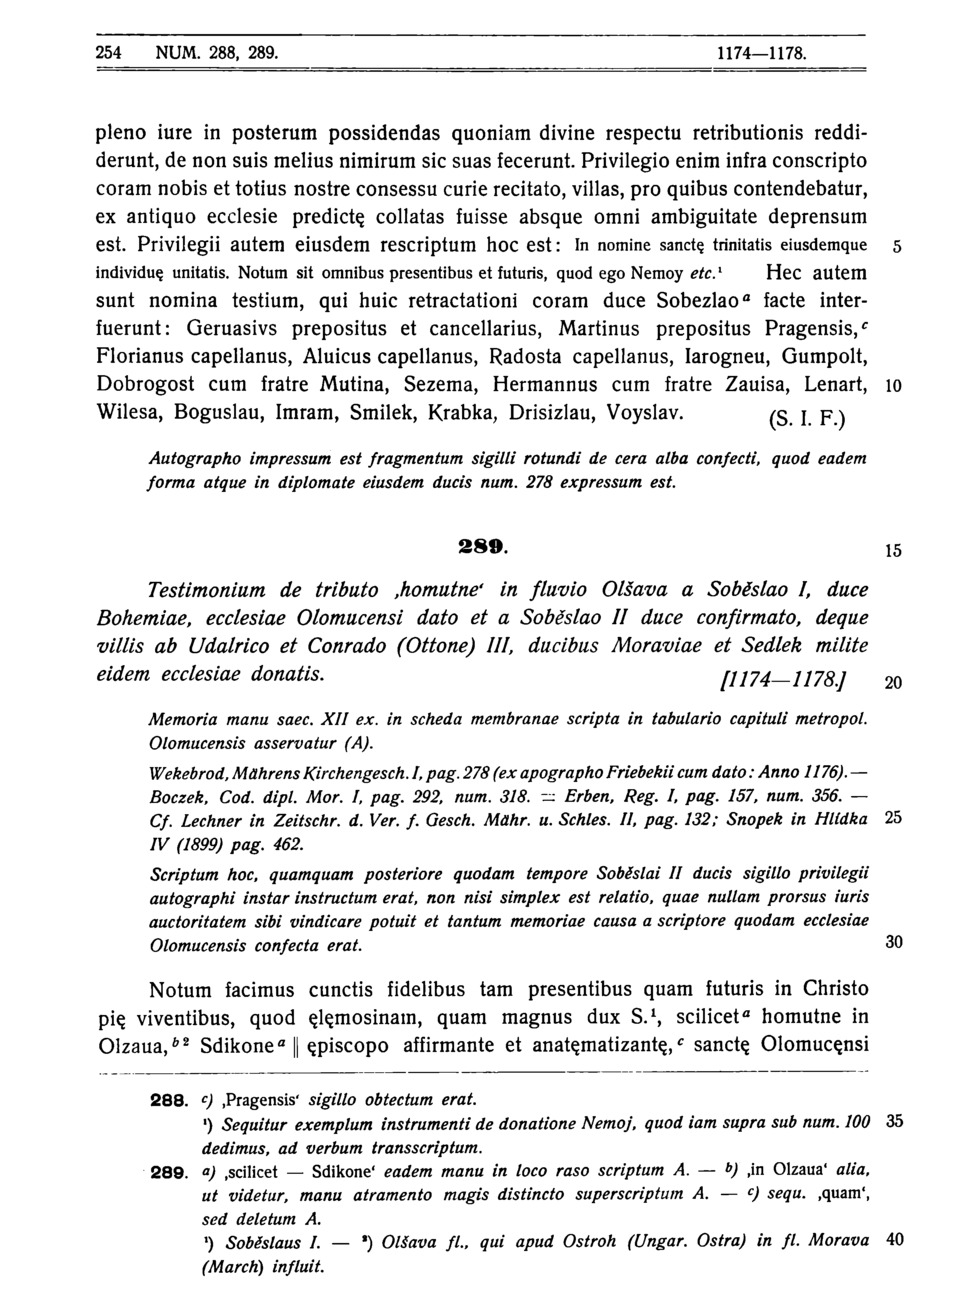 254 NUM. 288, 289. 1174—1178.
pleno iure in posterum possidendas quoniam divine respectu retributionis reddi-
derunt, de non suis melius nimirum sic suas fecerunt. Privilegio enim infra conscripto
coram nobis et totius nostre consessu curie recitato, villas, pro quibus contendebatur,
ex antiquo ecclesie predictę collatas fuisse absque omni ambiguitate deprensum
est. Privilegii autem eiusdem rescriptum hoc est: In nomine sanctę trinitatis eiusdemque 5
individuę unitatis. Notum sit omnibus presentibus et futuris, quod ego Nemoy etc.¹ Hec autem
sunt nomina testium, qui huic retractationi coram duce Sobezlaoᵃ facte inter-
fuerunt: Geruasivs prepositus et cancellarius, Martinus prepositus Pragensis,ᶜ
Florianus capellanus, Aluicus capellanus, Radosta capellanus, Iarogneu, Gumpolt,
Dobrogost cum fratre Mutina, Sezema, Hermannus cum fratre Zauisa, Lenart, 10
Wilesa, Boguslau, Imram, Smilek, Krabka, Drisizlau, Voyslav. (S. I. F.)
Autographo impressum est fragmentum sigilli rotundi de cera alba confecti, quod eadem
forma atque in diplomate eiusdem ducis num. 278 expressum est.
289. 15
Testimonium de tributo ‚homutne‘ in fluvio Olšava a Soběslao I, duce
Bohemiae, ecclesiae Olomucensi dato et a Soběslao II duce confirmato, deque
villis ab Udalrico et Conrado (Ottone) III, ducibus Moraviae et Sedlek milite
eidem ecclesiae donatis. [1174—1178.] 20
Memoria manu saec. XII ex. in scheda membranae scripta in tabulario capituli metropol.
Olomucensis asservatur (A).
Wekebrod, Mährens Kirchengesch. I, pag. 278 (ex apographo Friebekii cum dato: Anno 1176). —
Boczek, Cod. dipl. Mor. I, pag. 292, num. 318. = Erben, Reg. I, pag. 157, num. 356. —
Cf. Lechner in Zeitschr. d. Ver. f. Gesch. Mähr. u. Schles. II, pag. 132; Snopek in Hlídka 25
IV (1899) pag. 462.
Scriptum hoc, quamquam posteriore quodam tempore Soběslai II ducis sigillo privilegii
autographi instar instructum erat, non nisi simplex est relatio, quae nullam prorsus iuris
auctoritatem sibi vindicare potuit et tantum memoriae causa a scriptore quodam ecclesiae
Olomucensis confecta erat. 30
Notum facimus cunctis fidelibus tam presentibus quam futuris in Christo
pię viventibus, quod ęlęmosinam, quam magnus dux S.¹, scilicetᵃ homutne in
Olzaua,ᵇ ² Sdikoneᵃ || ępiscopo affirmante et anatęmatizantę,ᶜ sanctę Olomucęnsi
288. c) ‚Pragensis‘ sigillo obtectum erat.
¹) Sequitur exemplum instrumenti de donatione Nemoj, quod iam supra sub num. 100 35
dedimus, ad verbum transscriptum.
289. a) ‚scilicet — Sdikone‘ eadem manu in loco raso scriptum A. — b) ‚in Olzaua‘ alia,
ut videtur, manu atramento magis distincto superscriptum A. — c) sequ. ‚quam‘,
sed deletum A.
¹) Soběslaus I. — ²) Olšava fl., qui apud Ostroh (Ungar. Ostra) in fl. Morava 40
(March) influit.